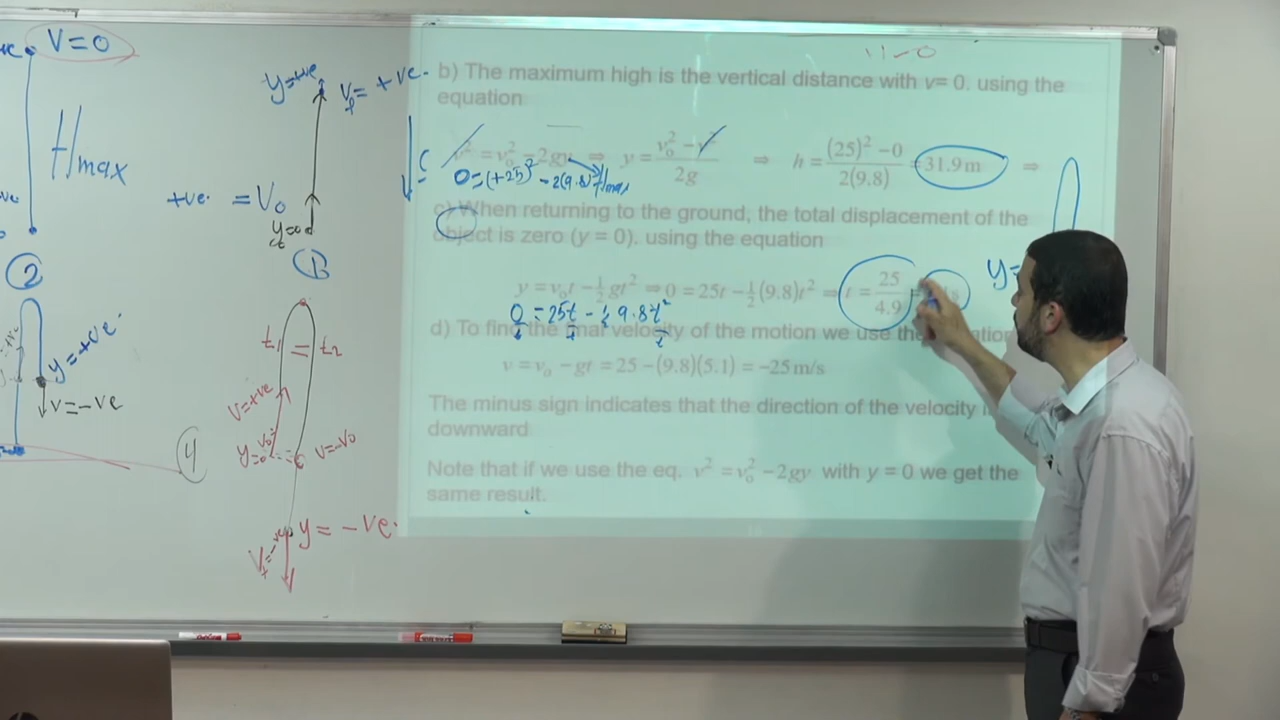 V=0
Hmax
②
y=+ve.
v=-ve
y=+ve
Vf=+ve.
+ve. =V₀
y=0
①
t₁ = t₂
V=+ve
V₀
y=0
v=-V₀
④
y=-ve.
b) The maximum high is the vertical distance with v= 0. using the
equation
v² = v₀² - 2gy ⇒ y = (v₀² - v²)/2g ⇒ h = ((25)² - 0)/2(9.8) = 31.9m ⇒
0=(+25)² -2(9.8)Hmax
c) When returning to the ground, the total displacement of the
object is zero (y = 0). using the equation
y = v₀t - ½gt² ⇒ 0 = 25t - ½(9.8)t² ⇒ t = 25/4.9
y=
0 = 25t - ½ 9.8t²
d) To find the final velocity of the motion we use the
v = v₀ - gt = 25 - (9.8)(5.1) = -25m/s
The minus sign indicates that the direction of the velocity
downward
Note that if we use the eq. v² = v₀² - 2gy with y = 0 we get the
same result.